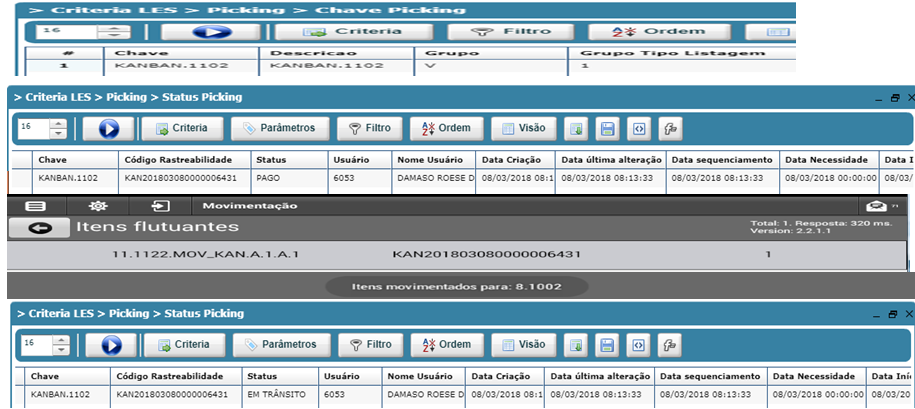 > Criteria LES > Picking > Chave Picking
16 Criteria Filtro Ordem
# Chave Descricao Grupo Grupo Tipo Listagem
1 KANBAN.1102 KANBAN.1102 V 1
> Criteria LES > Picking > Status Picking
16 Criteria Parâmetros Filtro Ordem Visão
Chave Código Rastreabilidade Status Usuário Nome Usuário Data Criação Data última alteração Data sequenciamento Data Necessidade Data I
KANBAN.1102 KAN201803080000006431 PAGO 6053 DAMASO ROESE D 08/03/2018 08:1 08/03/2018 08:13:33 08/03/2018 08:13:33 08/03/2018 00:00:00 08/03/
Movimentação
Itens flutuantes Total: 1. Resposta: 320 ms.
Version: 2.2.1.1
11.1122.MOV_KAN.A.1.A.1 KAN201803080000006431 1
Itens movimentados para: 8.1002
> Criteria LES > Picking > Status Picking
16 Criteria Parâmetros Filtro Ordem Visão
Chave Código Rastreabilidade Status Usuário Nome Usuário Data Criação Data última alteração Data sequenciamento Data Necessidade Data Iní
KANBAN.1102 KAN201803080000006431 EM TRÂNSITO 6053 DAMASO ROESE D 08/03/2018 08:1 08/03/2018 08:13:33 08/03/2018 08:13:33 08/03/2018 00:00:00 08/03/20